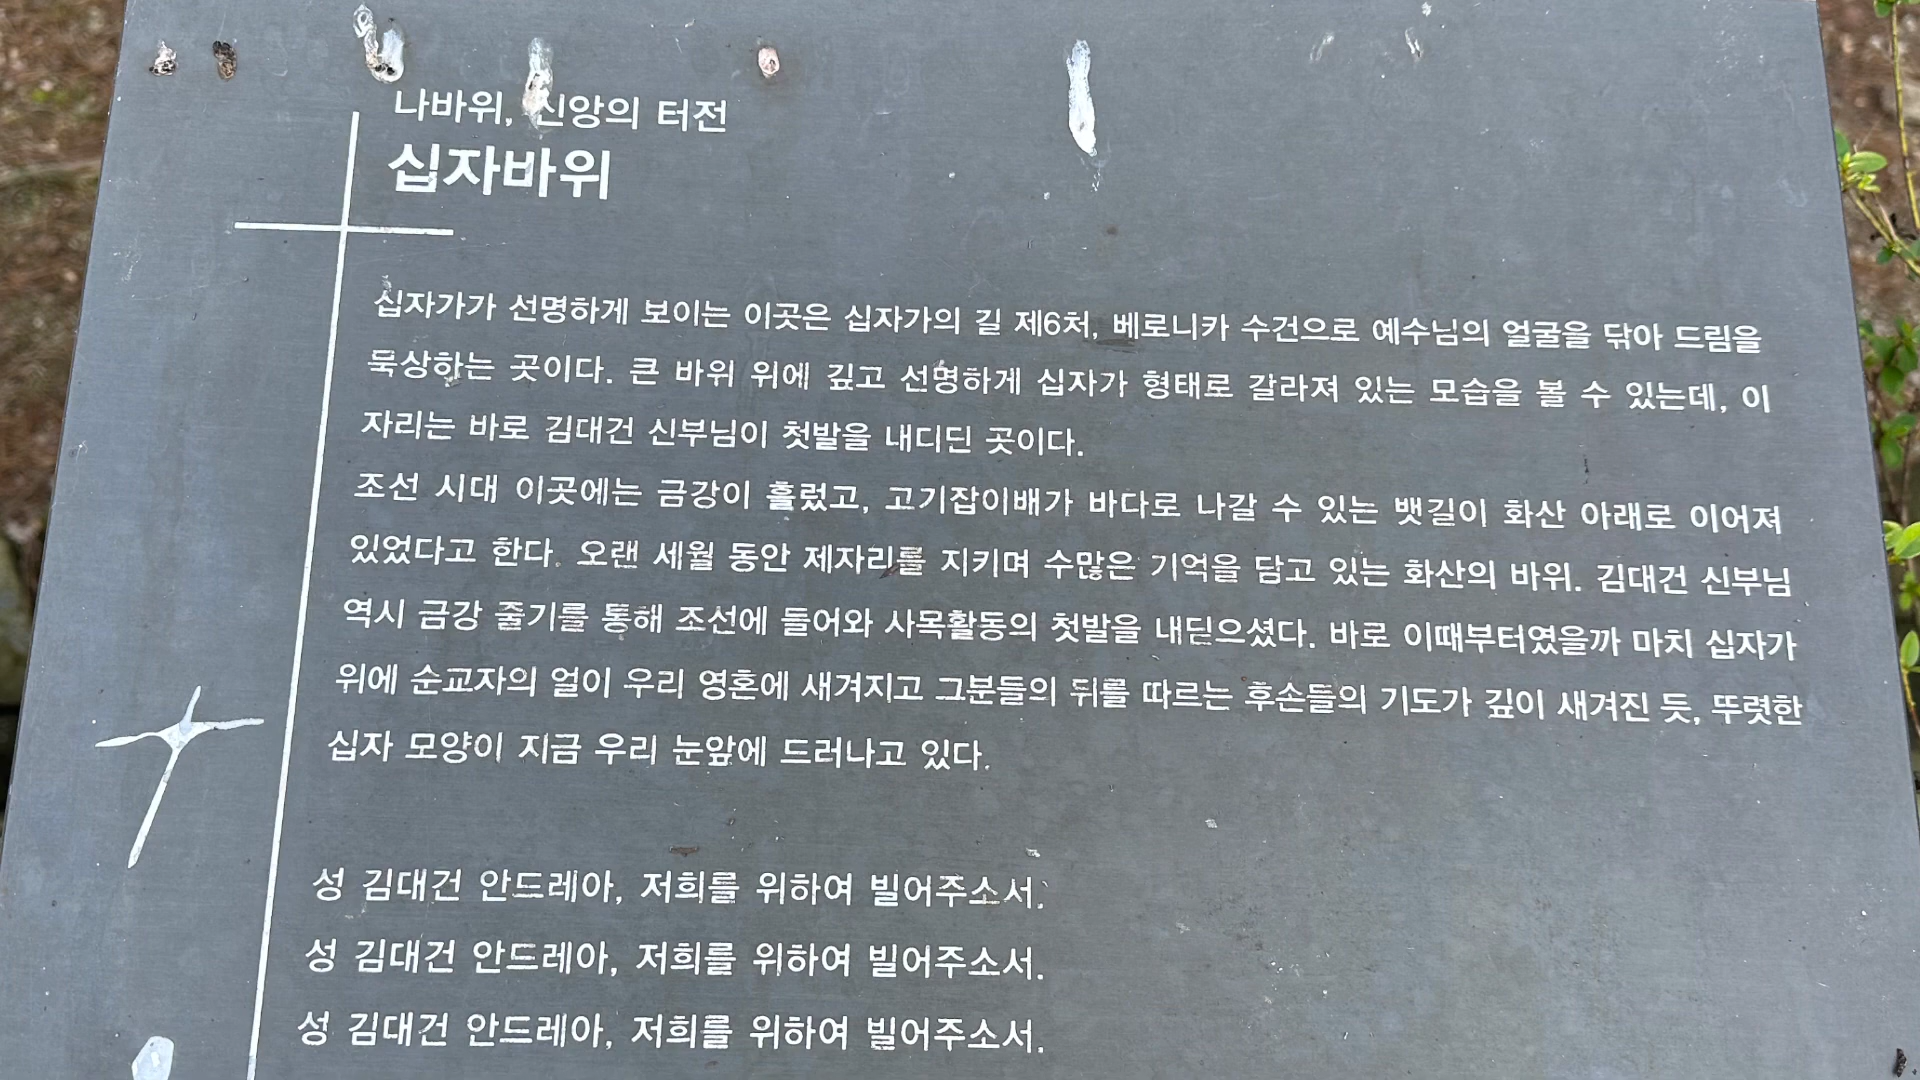 나바위, 신앙의 터전
십자바위
십자가가 선명하게 보이는 이곳은 십자가의 길 제6처, 베로니카 수건으로 예수님의 얼굴을 닦아 드림을
묵상하는 곳이다. 큰 바위 위에 깊고 선명하게 십자가 형태로 갈라져 있는 모습을 볼 수 있는데, 이
자리는 바로 김대건 신부님이 첫발을 내디딘 곳이다.
조선 시대 이곳에는 금강이 흘렀고, 고기잡이배가 바다로 나갈 수 있는 뱃길이 화산 아래로 이어져
있었다고 한다. 오랜 세월 동안 제자리를 지키며 수많은 기억을 담고 있는 화산의 바위. 김대건 신부님
역시 금강 줄기를 통해 조선에 들어와 사목활동의 첫발을 내딛으셨다. 바로 이때부터였을까 마치 십자가
위에 순교자의 얼이 우리 영혼에 새겨지고 그분들의 뒤를 따르는 후손들의 기도가 깊이 새겨진 듯, 뚜렷한
십자 모양이 지금 우리 눈앞에 드러나고 있다.
성 김대건 안드레아, 저희를 위하여 빌어주소서.
성 김대건 안드레아, 저희를 위하여 빌어주소서.
성 김대건 안드레아, 저희를 위하여 빌어주소서.